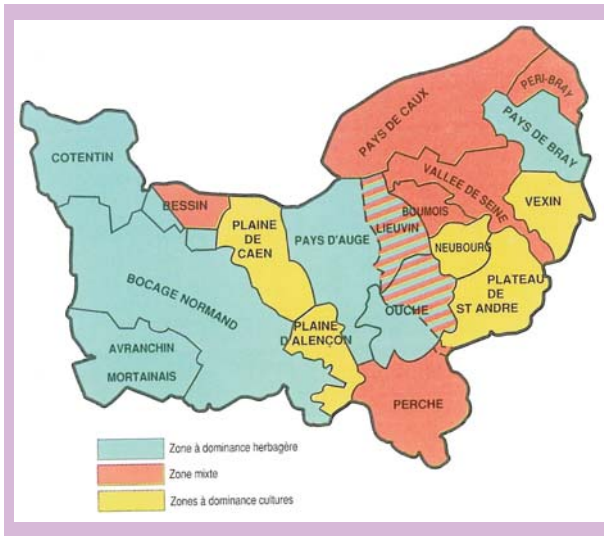 PERI-BRAY
PAYS DE CAUX
PAYS DE BRAY
COTENTIN
VALLEE DE SEINE
BESSIN
BOUMOIS
VEXIN
LIEUVIN
PLAINE
DE
CAEN
PAYS D'AUGE
NEUBOURG
BOCAGE NORMAND
PLATEAU
DE
ST ANDRE
OUCHE
PLAINE
D'ALENÇON
AVRANCHIN
MORTAINAIS
PERCHE
Zone à dominance herbagère
Zone mixte
Zones à dominance cultures